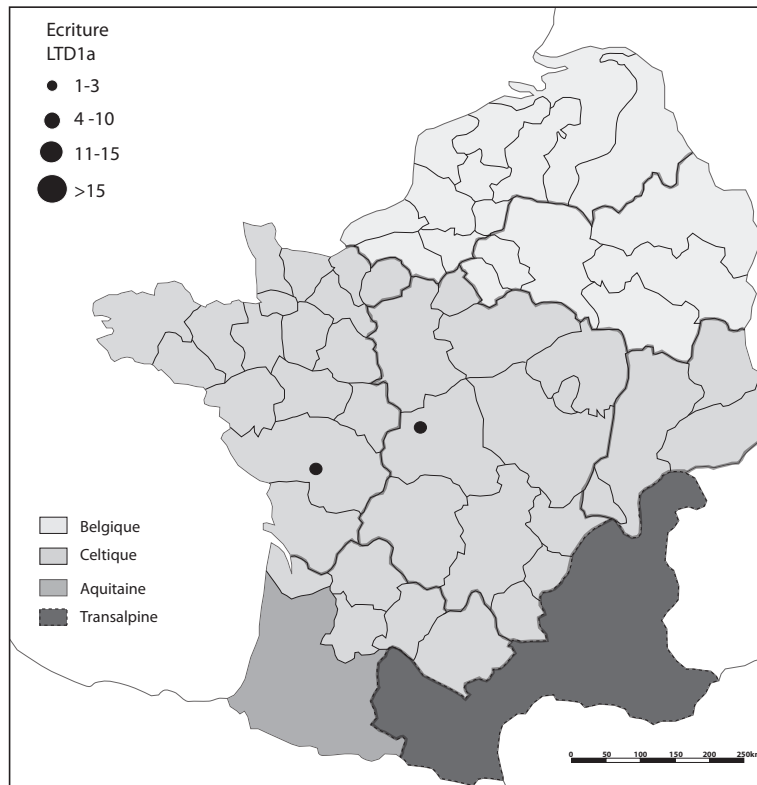 Ecriture
LTD1a
1-3
4 -10
11-15
>15
Belgique
Celtique
Aquitaine
Transalpine
0 50 100 150 200 250km